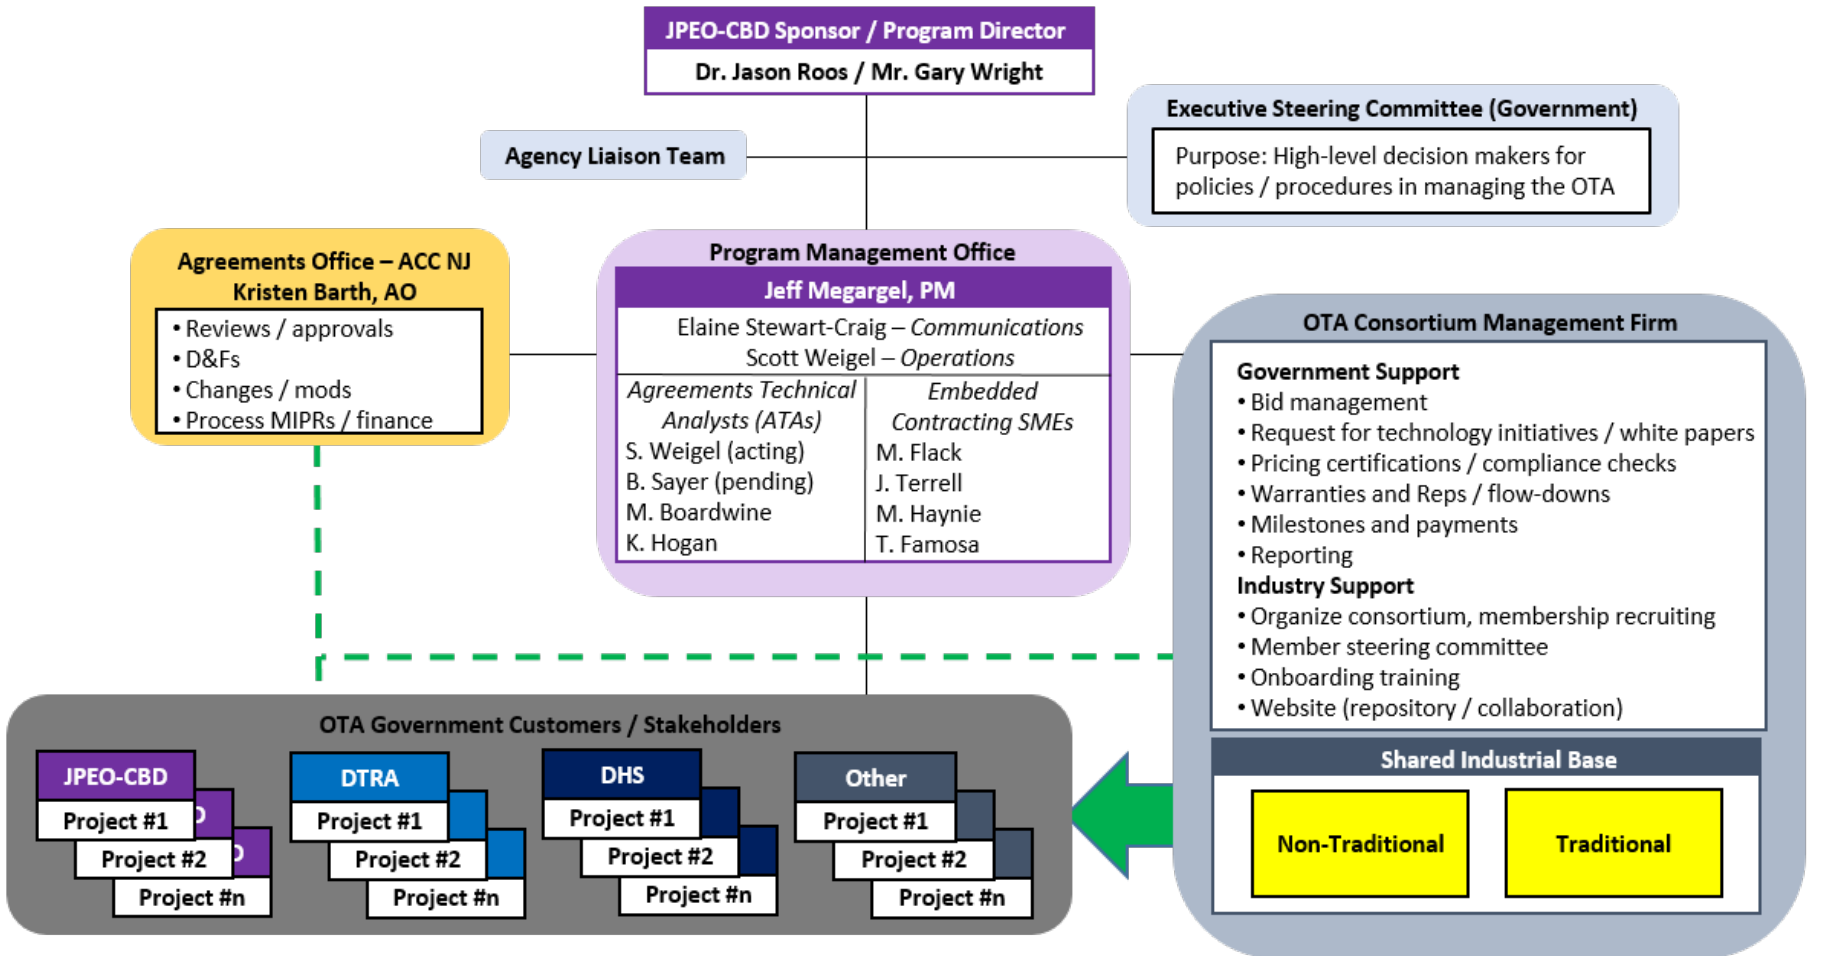 JPEO-CBD Sponsor / Program Director
Dr. Jason Roos / Mr. Gary Wright
Agency Liaison Team
Executive Steering Committee (Government)
Purpose: High-level decision makers for
policies / procedures in managing the OTA
Agreements Office – ACC NJ
Kristen Barth, AO
• Reviews / approvals
• D&Fs
• Changes / mods
• Process MIPRs / finance
Program Management Office
Jeff Megargel, PM
Elaine Stewart-Craig – Communications
Scott Weigel – Operations
Agreements Technical
Analysts (ATAs)
S. Weigel (acting)
B. Sayer (pending)
M. Boardwine
K. Hogan
Embedded
Contracting SMEs
M. Flack
J. Terrell
M. Haynie
T. Famosa
OTA Consortium Management Firm
Government Support
• Bid management
• Request for technology initiatives / white papers
• Pricing certifications / compliance checks
• Warranties and Reps / flow-downs
• Milestones and payments
• Reporting
Industry Support
• Organize consortium, membership recruiting
• Member steering committee
• Onboarding training
• Website (repository / collaboration)
Shared Industrial Base
Non-Traditional
Traditional
OTA Government Customers / Stakeholders
JPEO-CBD
Project #1
D
Project #2
D
Project #n
DTRA
Project #1
Project #2
Project #n
DHS
Project #1
Project #2
Project #n
Other
Project #1
Project #2
Project #n